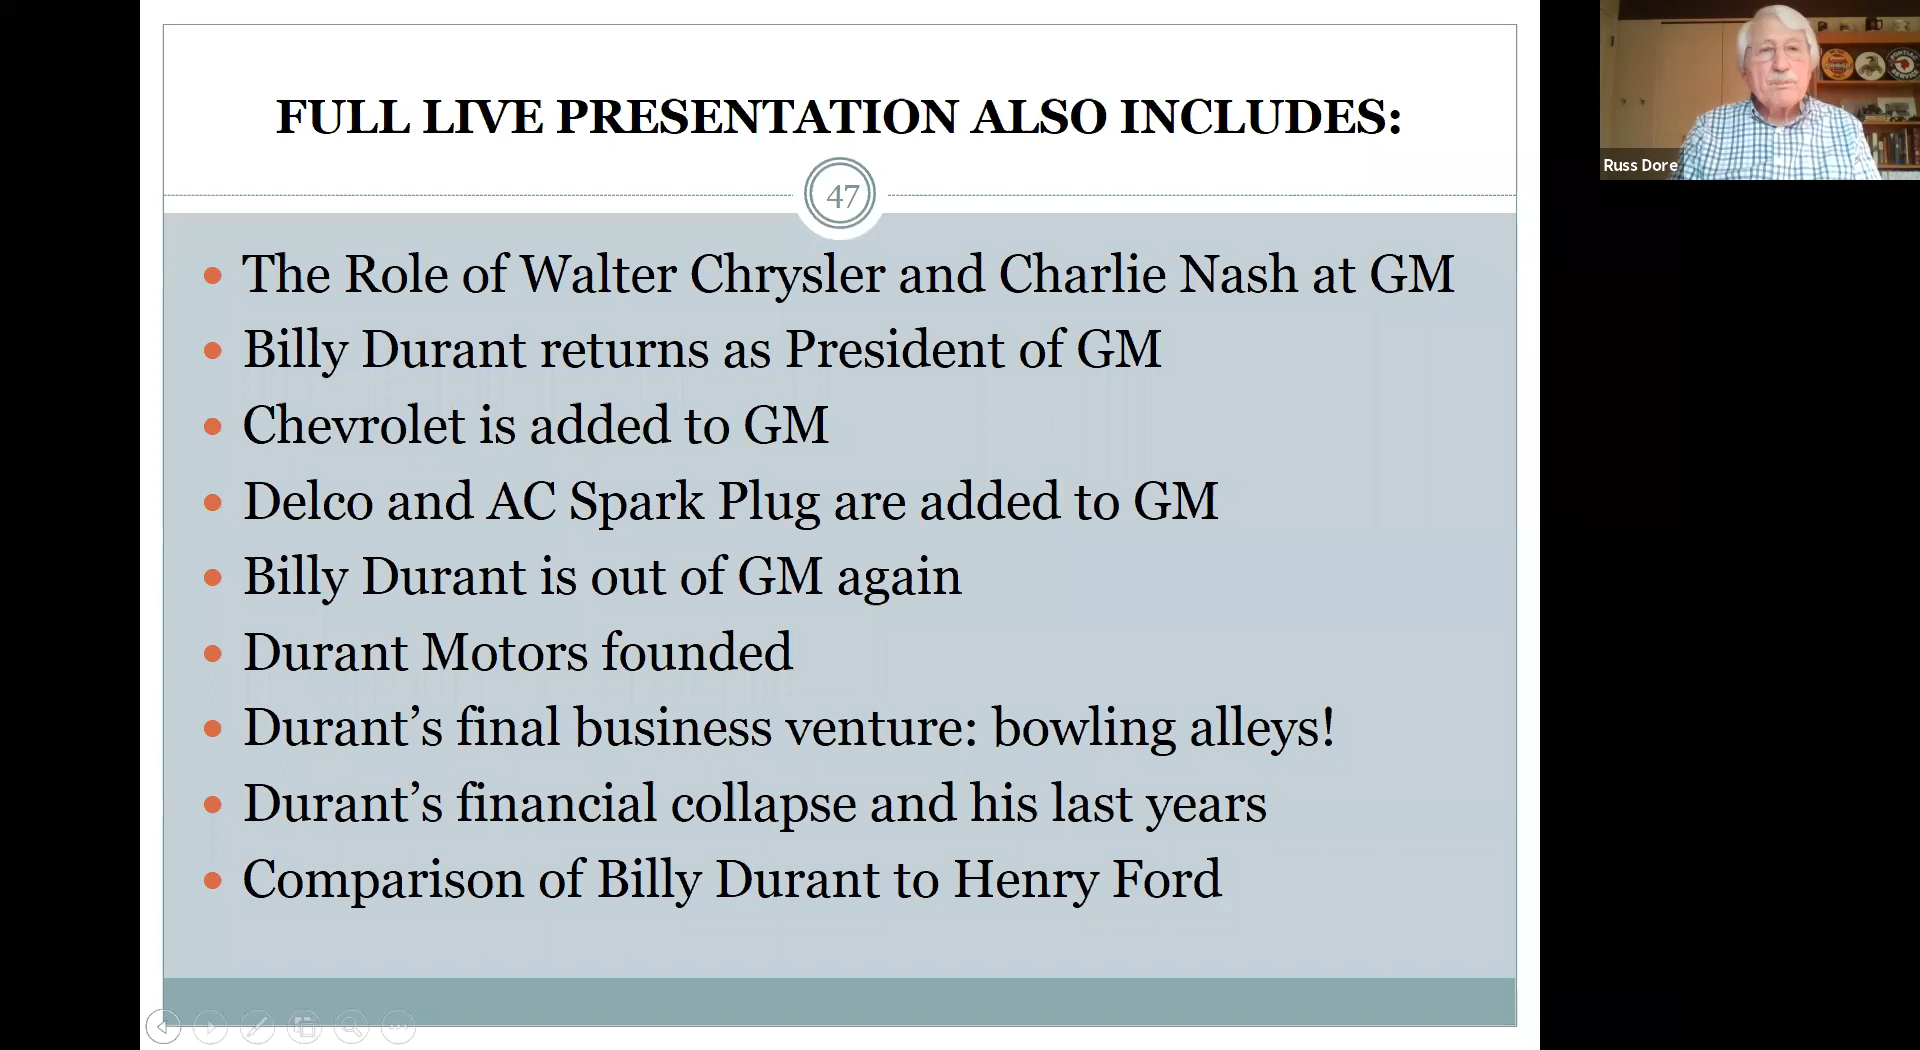 FULL LIVE PRESENTATION ALSO INCLUDES:
47
The Role of Walter Chrysler and Charlie Nash at GM
Billy Durant returns as President of GM
Chevrolet is added to GM
Delco and AC Spark Plug are added to GM
Billy Durant is out of GM again
Durant Motors founded
Durant’s final business venture: bowling alleys!
Durant’s financial collapse and his last years
Comparison of Billy Durant to Henry Ford
Russ Dore
PONTIAC
SERVICE